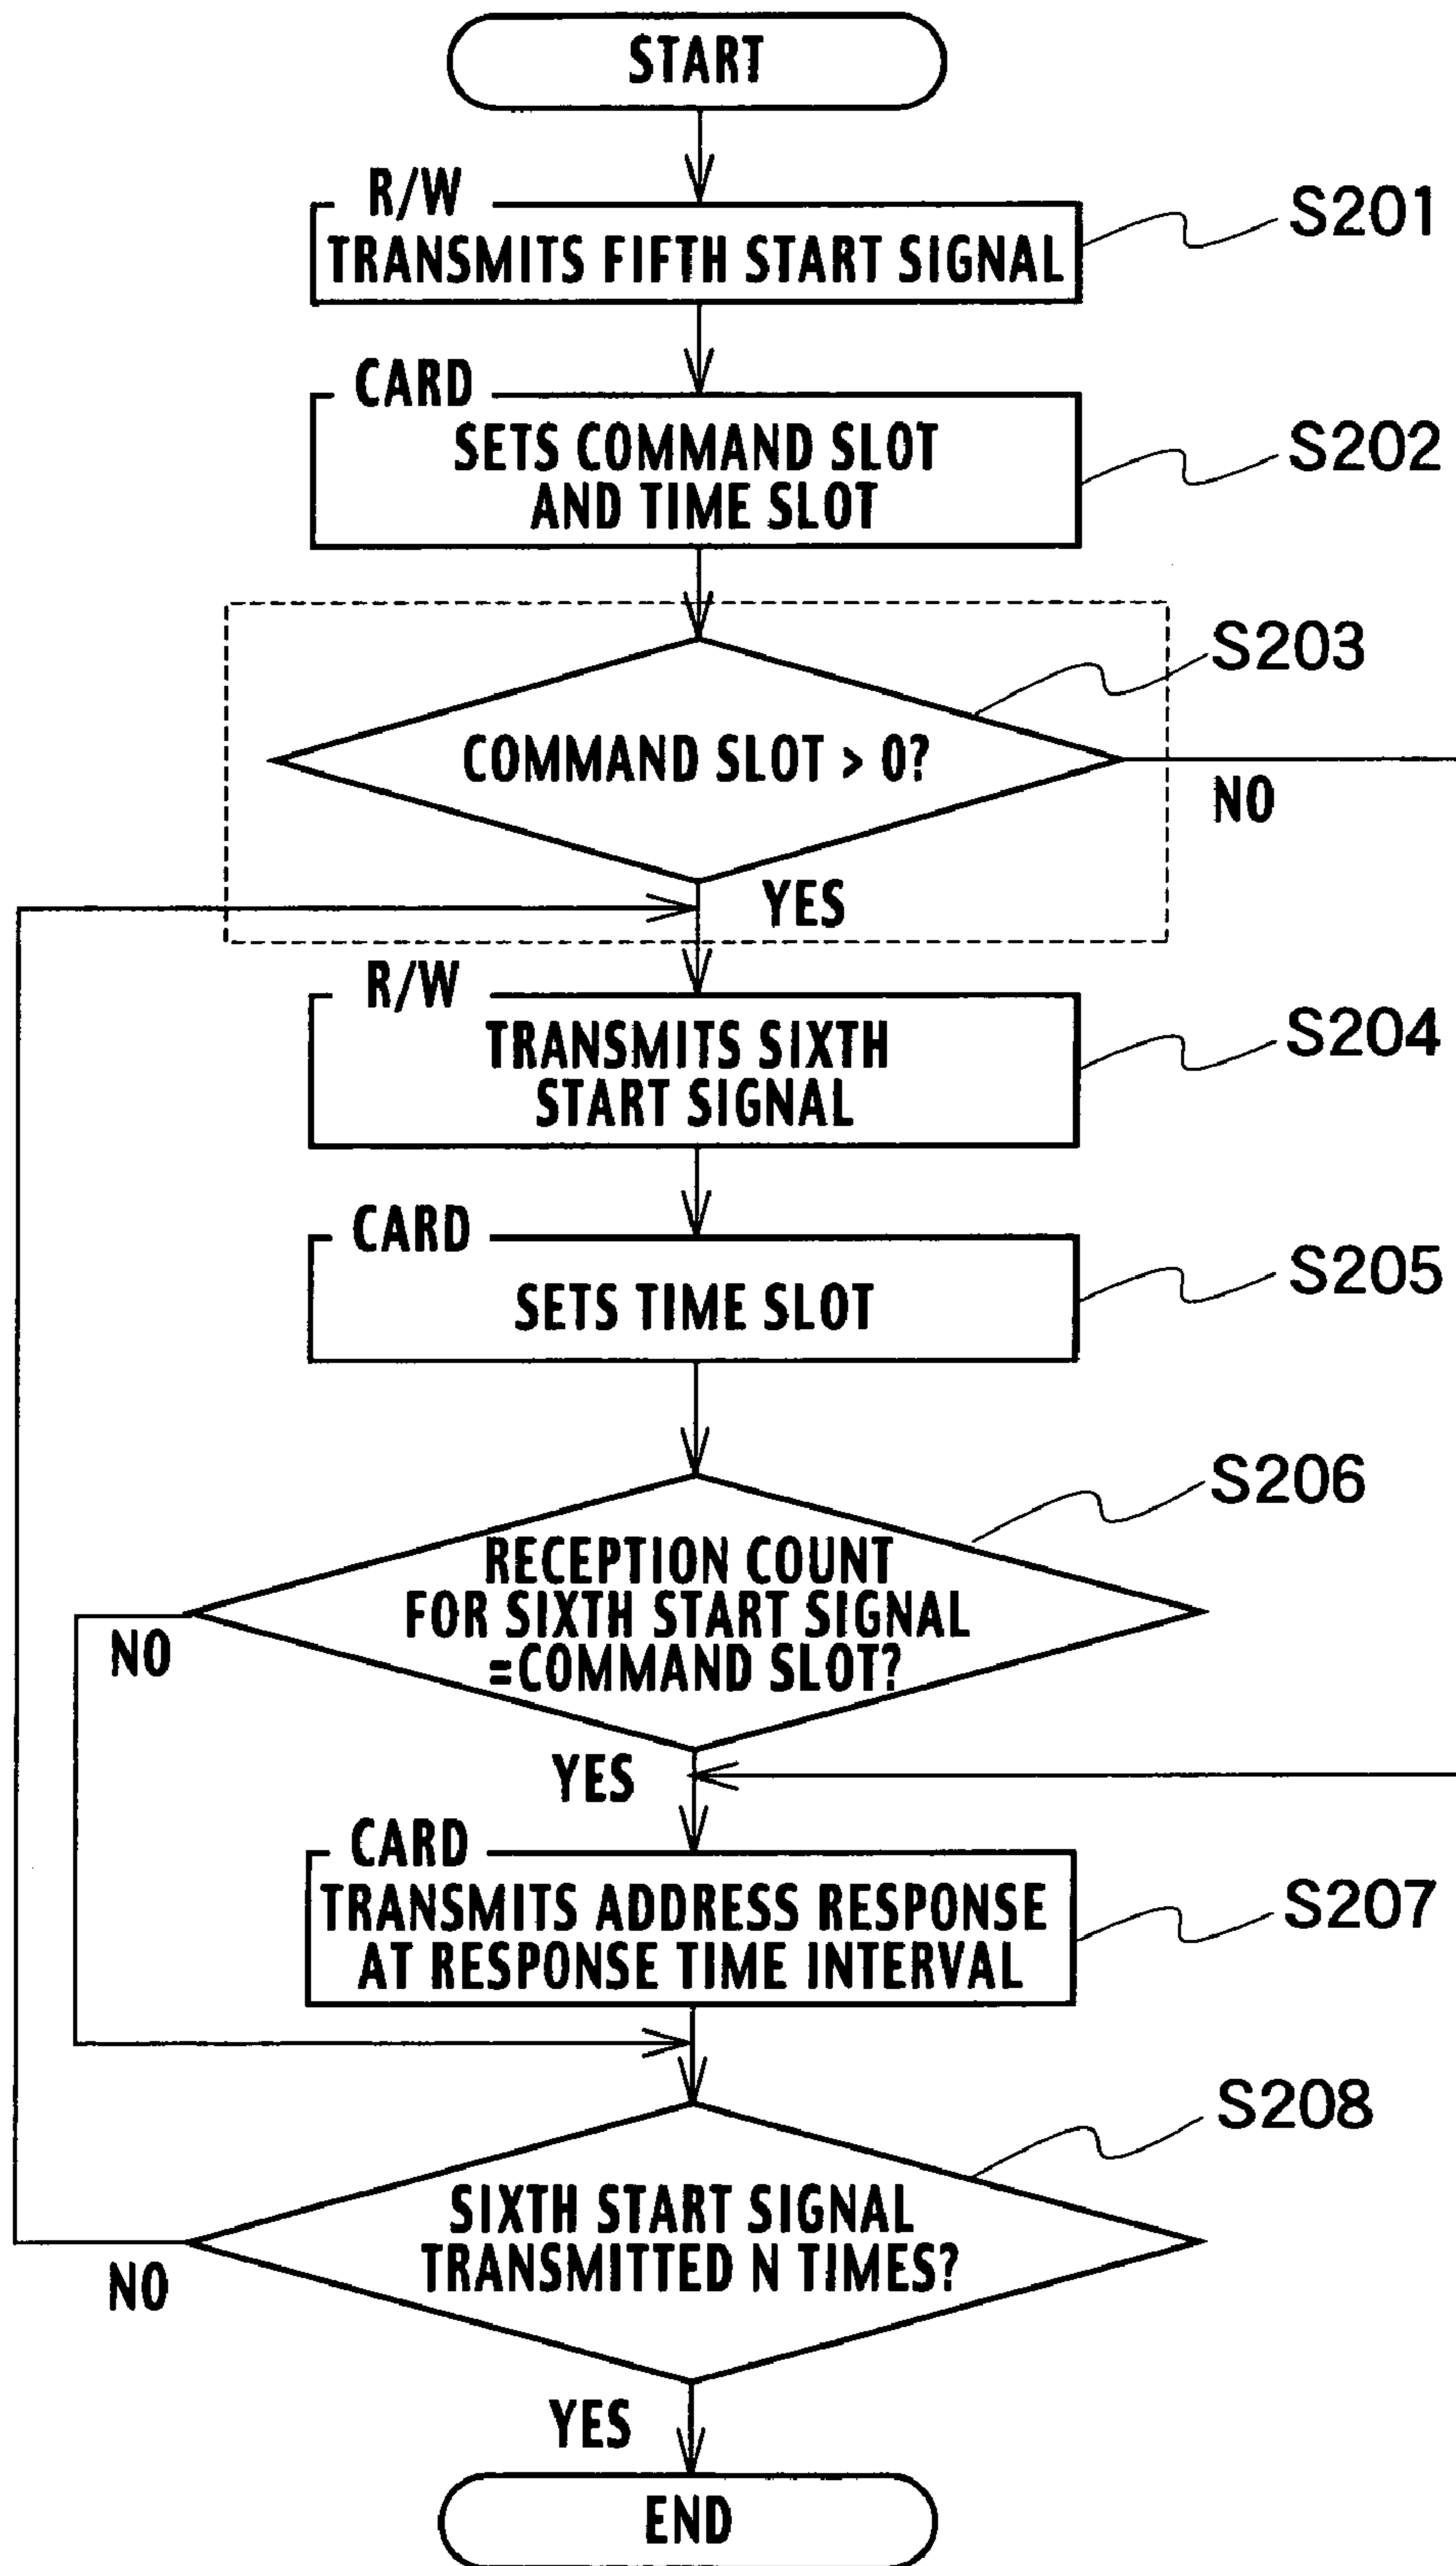 START
R/W
TRANSMITS FIFTH START SIGNAL
S201
CARD
SETS COMMAND SLOT
AND TIME SLOT
S202
S203
COMMAND SLOT > 0?
NO
YES
R/W
TRANSMITS SIXTH
START SIGNAL
S204
CARD
SETS TIME SLOT
S205
S206
RECEPTION COUNT
FOR SIXTH START SIGNAL
=COMMAND SLOT?
NO
YES
CARD
TRANSMITS ADDRESS RESPONSE
AT RESPONSE TIME INTERVAL
S207
S208
SIXTH START SIGNAL
TRANSMITTED N TIMES?
NO
YES
END